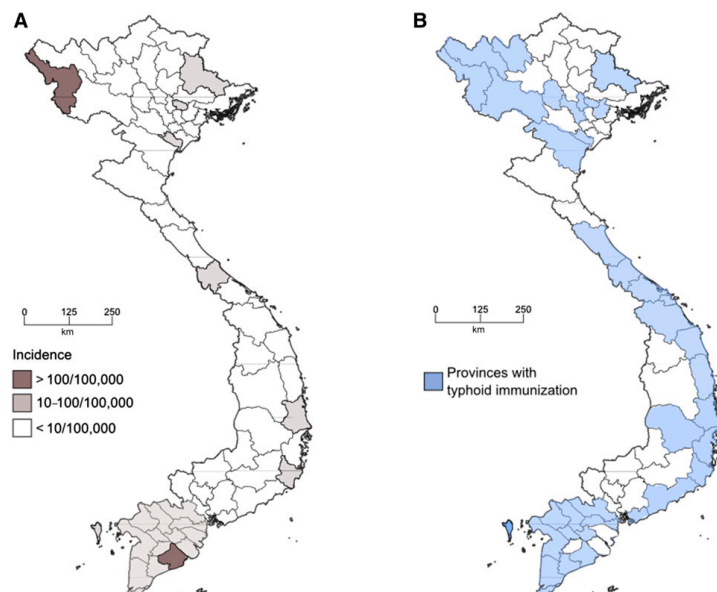 A
B
0 125 250
km
0 125 250
km
Incidence
> 100/100,000
10–100/100,000
< 10/100,000
Provinces with
typhoid immunization